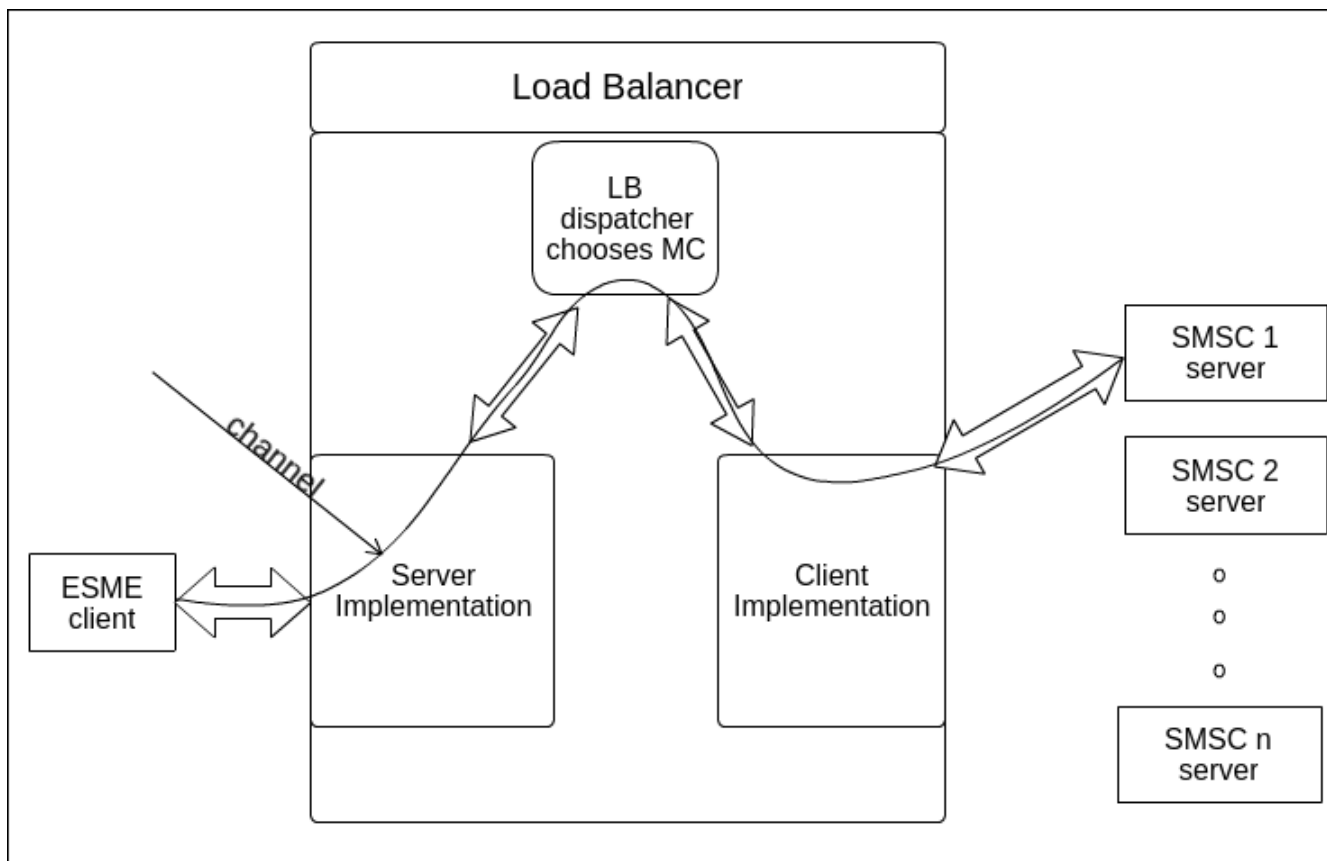 Load Balancer
LB
dispatcher
chooses MC
channel
ESME
client
Server
Implementation
Client
Implementation
SMSC 1
server
SMSC 2
server
o
o
o
SMSC n
server